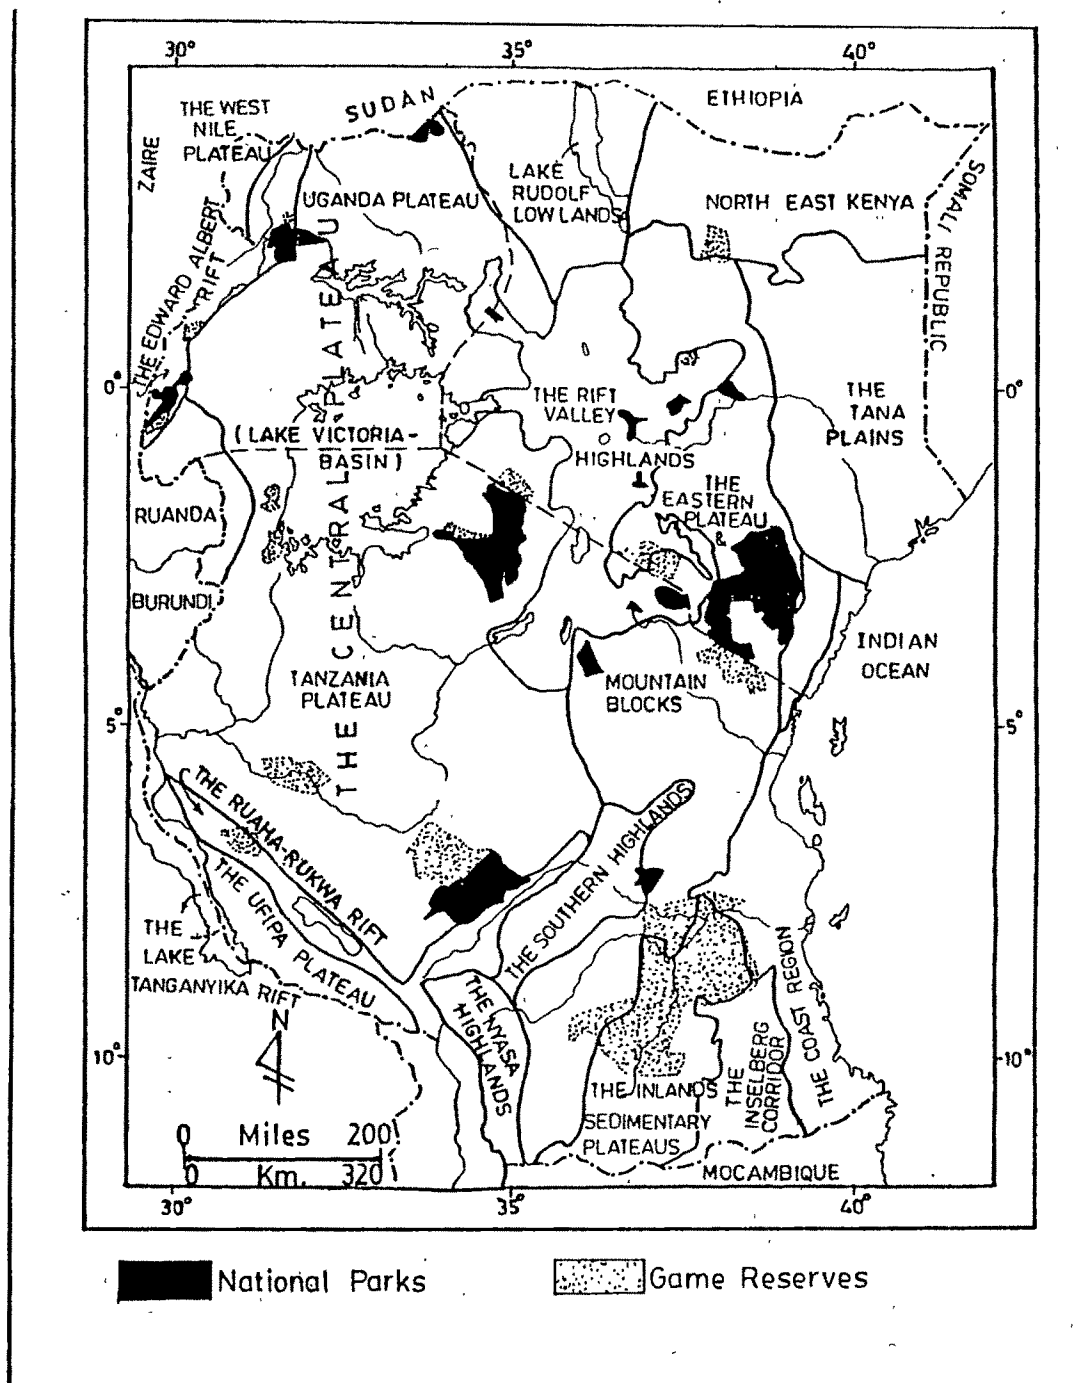 30°
35°
40°
SUDAN
ETHIOPIA
THE WEST
NILE
PLATEAU
ZAIRE
LAKE
RUDOLF
LOW LANDS
UGANDA PLATEAU
NORTH EAST KENYA
SOMALI REPUBLIC
THE EDWARD ALBERT
RIFT
THE CENTRAL PLATEAU
0°
0°
THE RIFT
VALLEY
HIGHLANDS
THE
TANA
PLAINS
(LAKE VICTORIA-
BASIN)
THE
EASTERN
PLATEAU
&
MOUNTAIN
BLOCKS
RUANDA
BURUNDI
INDIAN
OCEAN
TANZANIA
PLATEAU
5°
5°
THE RUAHA-RUKWA RIFT
THE UFIPA PLATEAU
THE SOUTHERN HIGHLANDS
THE
LAKE
TANGANYIKA RIFT
THE NYASA
HIGHLANDS
THE COAST REGION
THE
INSELBERG
CORRIDOR
THE INLANDS
SEDIMENTARY
PLATEAUS
10°
10°
N
0 Miles 200
0 Km. 320
MOCAMBIQUE
30°
35°
40°
National Parks
Game Reserves